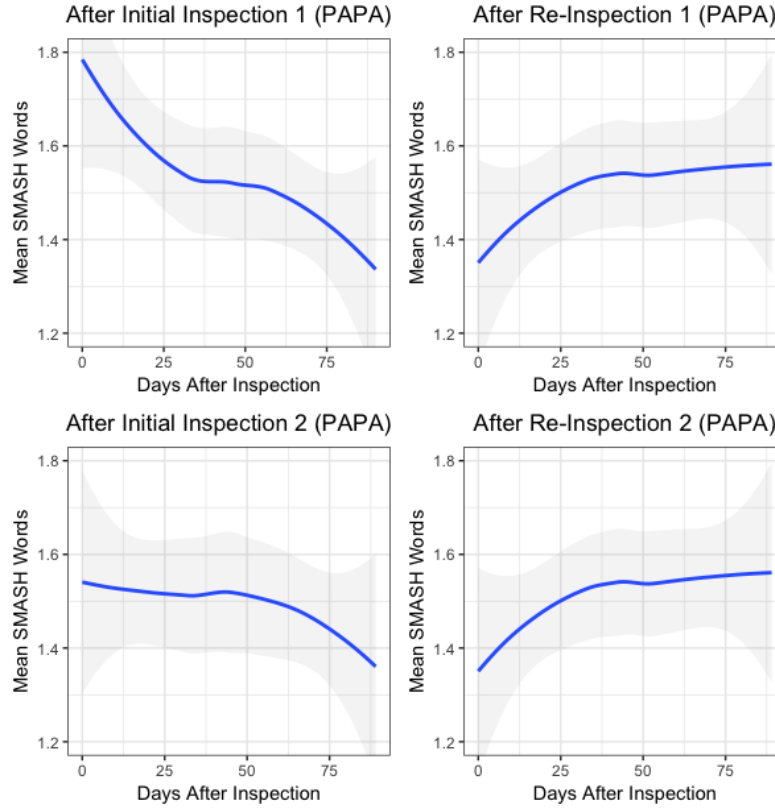 After Initial Inspection 1 (PAPA)
Mean SMASH Words
1.8
1.6
1.4
1.2
0
25
50
75
Days After Inspection
After Re-Inspection 1 (PAPA)
Mean SMASH Words
1.8
1.6
1.4
1.2
0
25
50
75
Days After Inspection
After Initial Inspection 2 (PAPA)
Mean SMASH Words
1.8
1.6
1.4
1.2
0
25
50
75
Days After Inspection
After Re-Inspection 2 (PAPA)
Mean SMASH Words
1.8
1.6
1.4
1.2
0
25
50
75
Days After Inspection